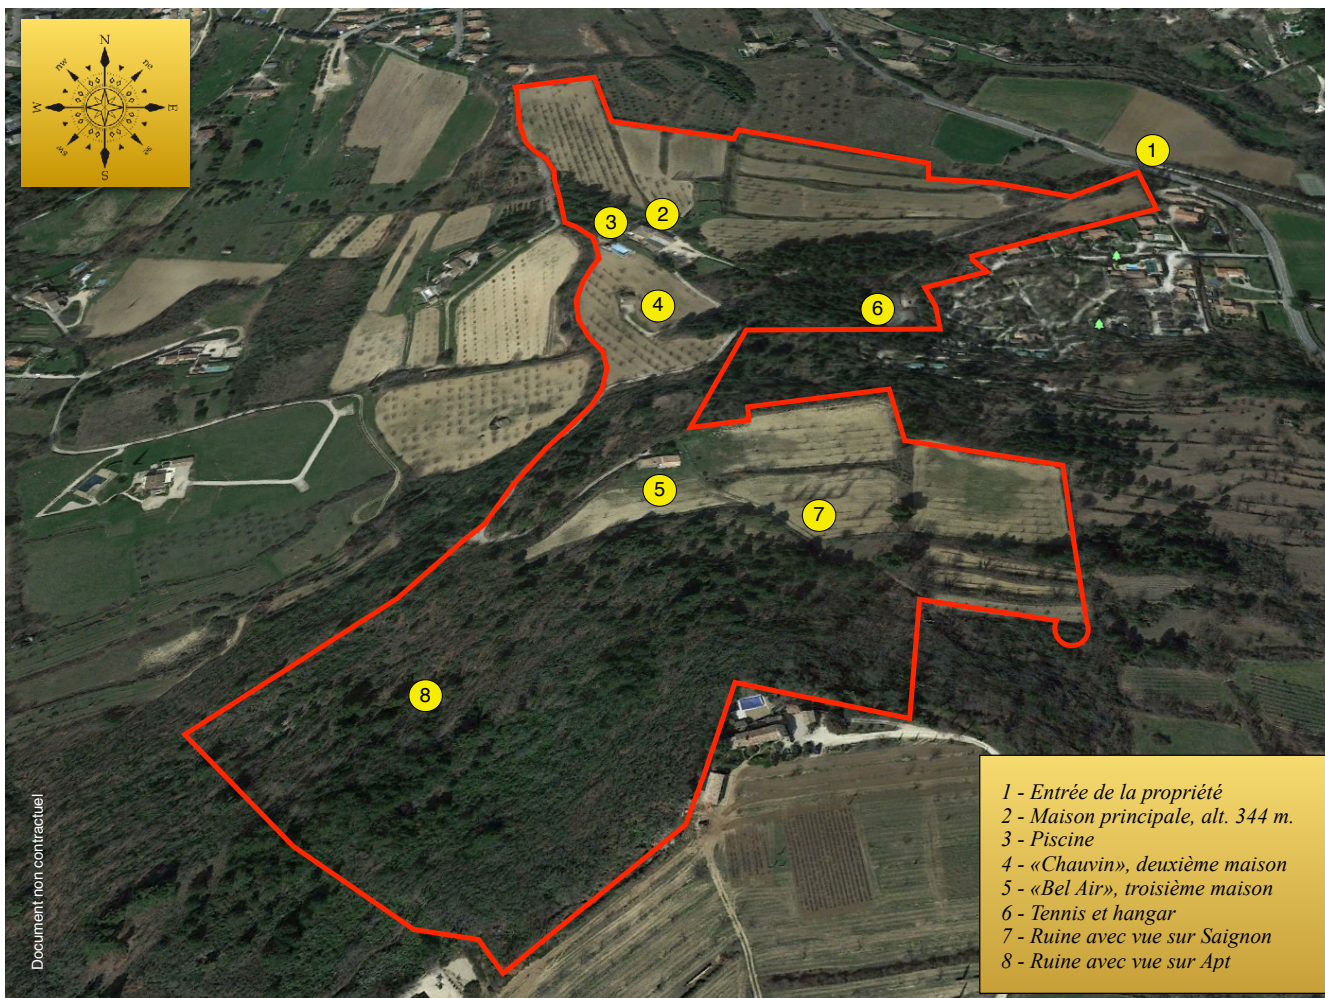 N
nw
ne
W
E
sw
se
S
1
2
3
4
6
5
7
8
Document non contractuel
1 - Entrée de la propriété
2 - Maison principale, alt. 344 m.
3 - Piscine
4 - «Chauvin», deuxième maison
5 - «Bel Air», troisième maison
6 - Tennis et hangar
7 - Ruine avec vue sur Saignon
8 - Ruine avec vue sur Apt